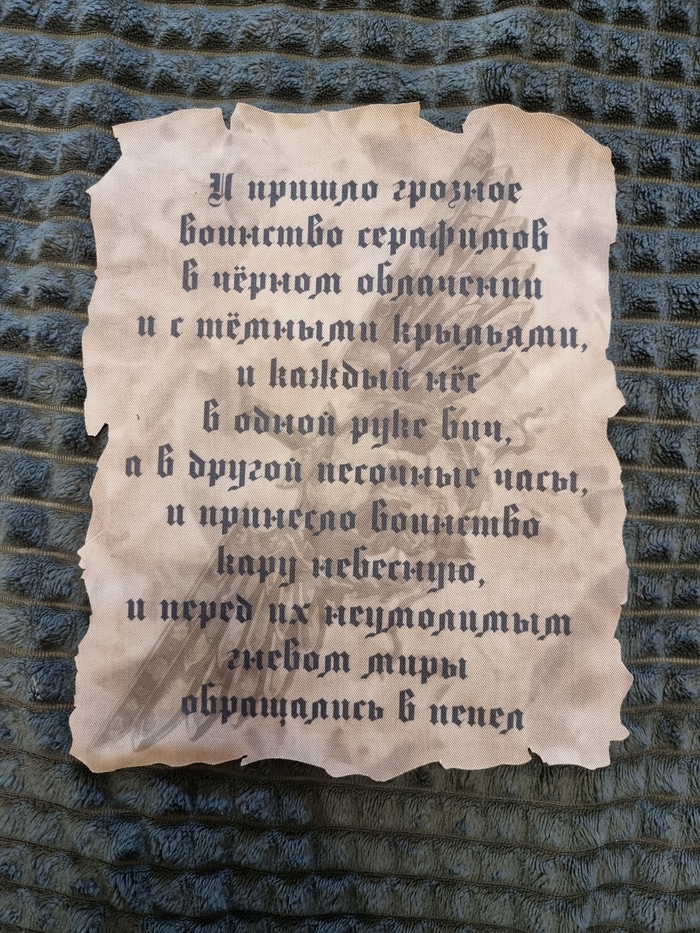 И пришло грозное
воинство серафимов
в чёрном облачении
и с тёмными крыльями,
и каждый нёс
в одной руке бич,
а в другой песочные часы,
и принесло воинство
кару небесную,
и перед их неумолимым
гневом миры
обращались в пепел